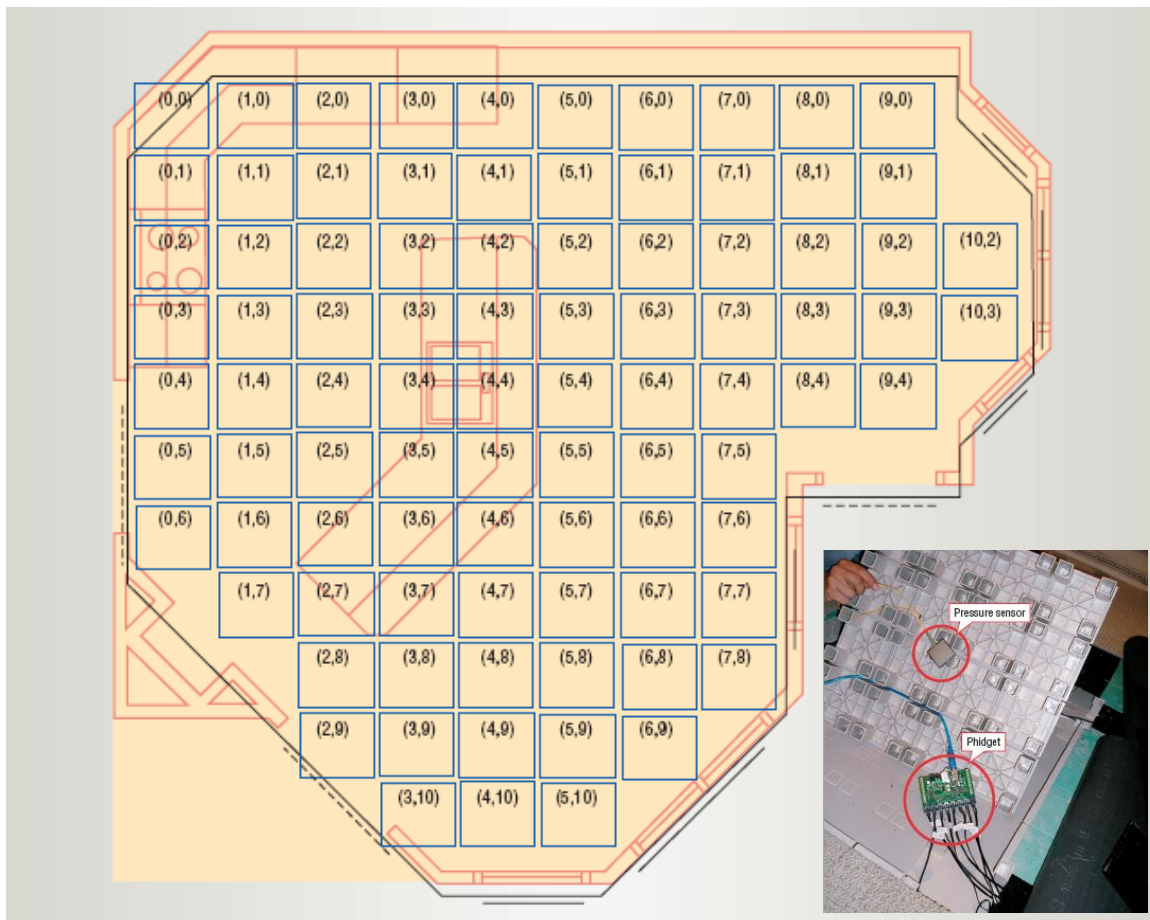 (0,0) (1,0) (2,0) (3,0) (4,0) (5,0) (6,0) (7,0) (8,0) (9,0)
(0,1) (1,1) (2,1) (3,1) (4,1) (5,1) (6,1) (7,1) (8,1) (9,1)
(0,2) (1,2) (2,2) (3,2) (4,2) (5,2) (6,2) (7,2) (8,2) (9,2) (10,2)
(0,3) (1,3) (2,3) (3,3) (4,3) (5,3) (6,3) (7,3) (8,3) (9,3) (10,3)
(0,4) (1,4) (2,4) (3,4) (4,4) (5,4) (6,4) (7,4) (8,4) (9,4)
(0,5) (1,5) (2,5) (3,5) (4,5) (5,5) (6,5) (7,5)
(0,6) (1,6) (2,6) (3,6) (4,6) (5,6) (6,6) (7,6)
(1,7) (2,7) (3,7) (4,7) (5,7) (6,7) (7,7)
(2,8) (3,8) (4,8) (5,8) (6,8) (7,8)
(2,9) (3,9) (4,9) (5,9) (6,9)
(3,10) (4,10) (5,10)
Pressure sensor
Phidget